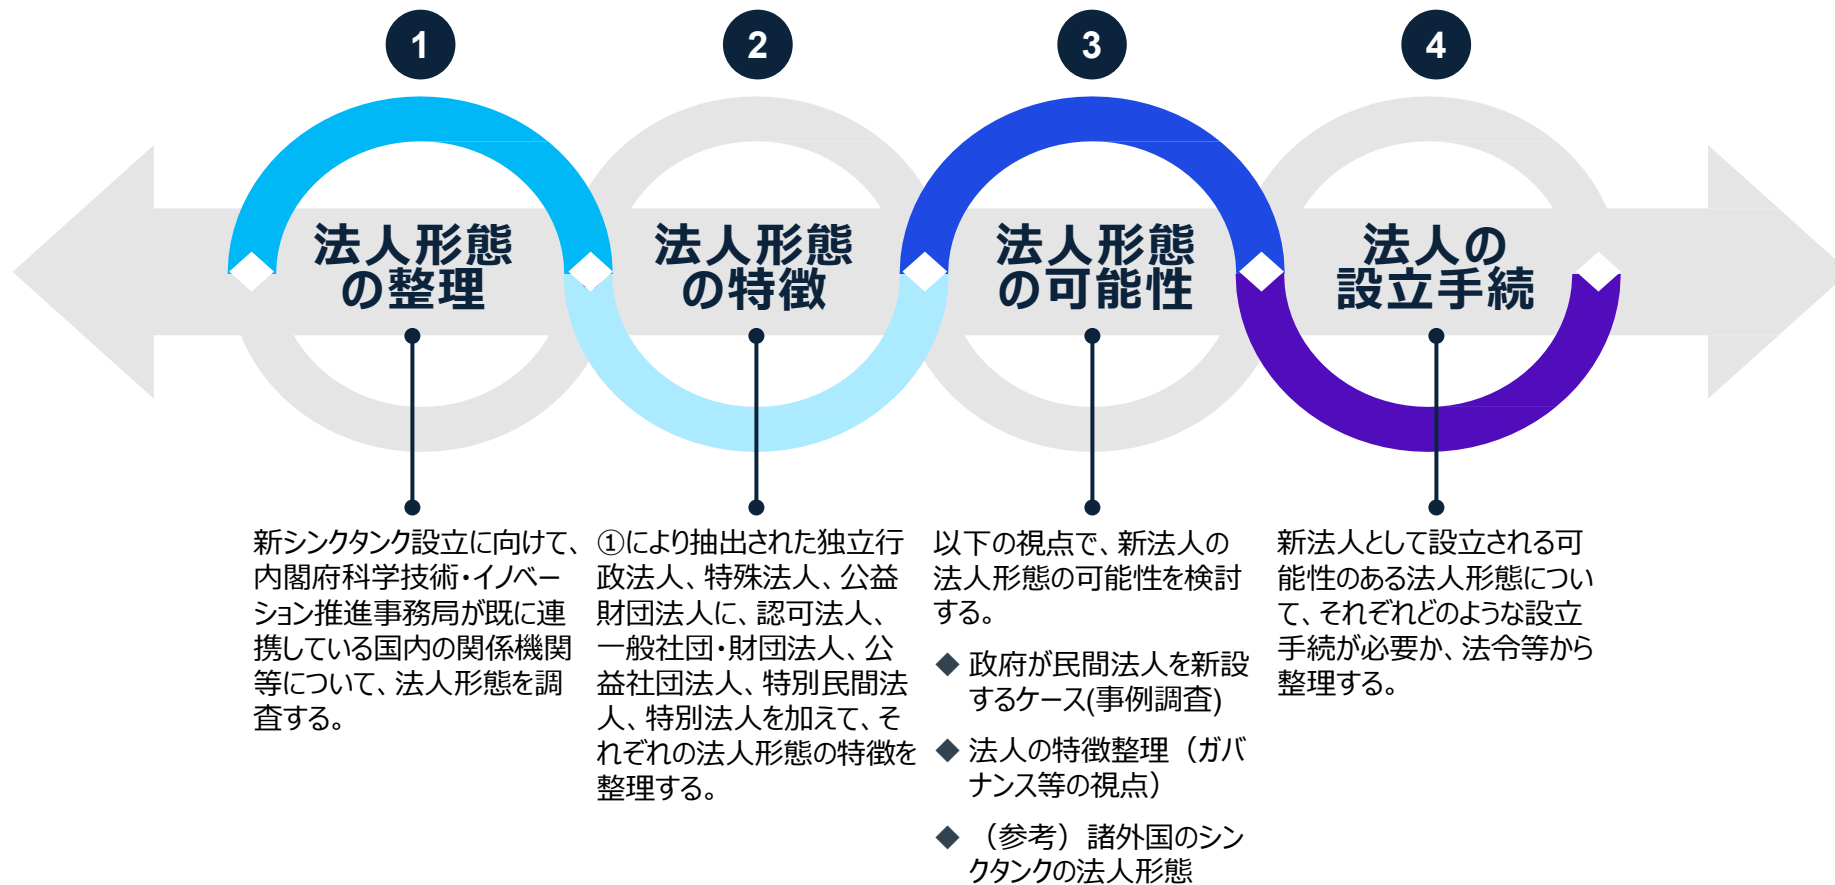 1
法人形態
の整理
新シンクタンク設立に向けて、
内閣府科学技術・イノベー
ション推進事務局が既に連
携している国内の関係機関
等について、法人形態を調
査する。
2
法人形態
の特徴
①により抽出された独立行
政法人、特殊法人、公益
財団法人に、認可法人、
一般社団・財団法人、公
益社団法人、特別民間法
人、特別法人を加えて、そ
れぞれの法人形態の特徴を
整理する。
3
法人形態
の可能性
以下の視点で、新法人の
法人形態の可能性を検討
する。
◆ 政府が民間法人を新設
するケース(事例調査)
◆ 法人の特徴整理（ガバ
ナンス等の視点）
◆ （参考）諸外国のシン
クタンクの法人形態
4
法人の
設立手続
新法人として設立される可
能性のある法人形態につい
て、それぞれどのような設立
手続が必要か、法令等から
整理する。